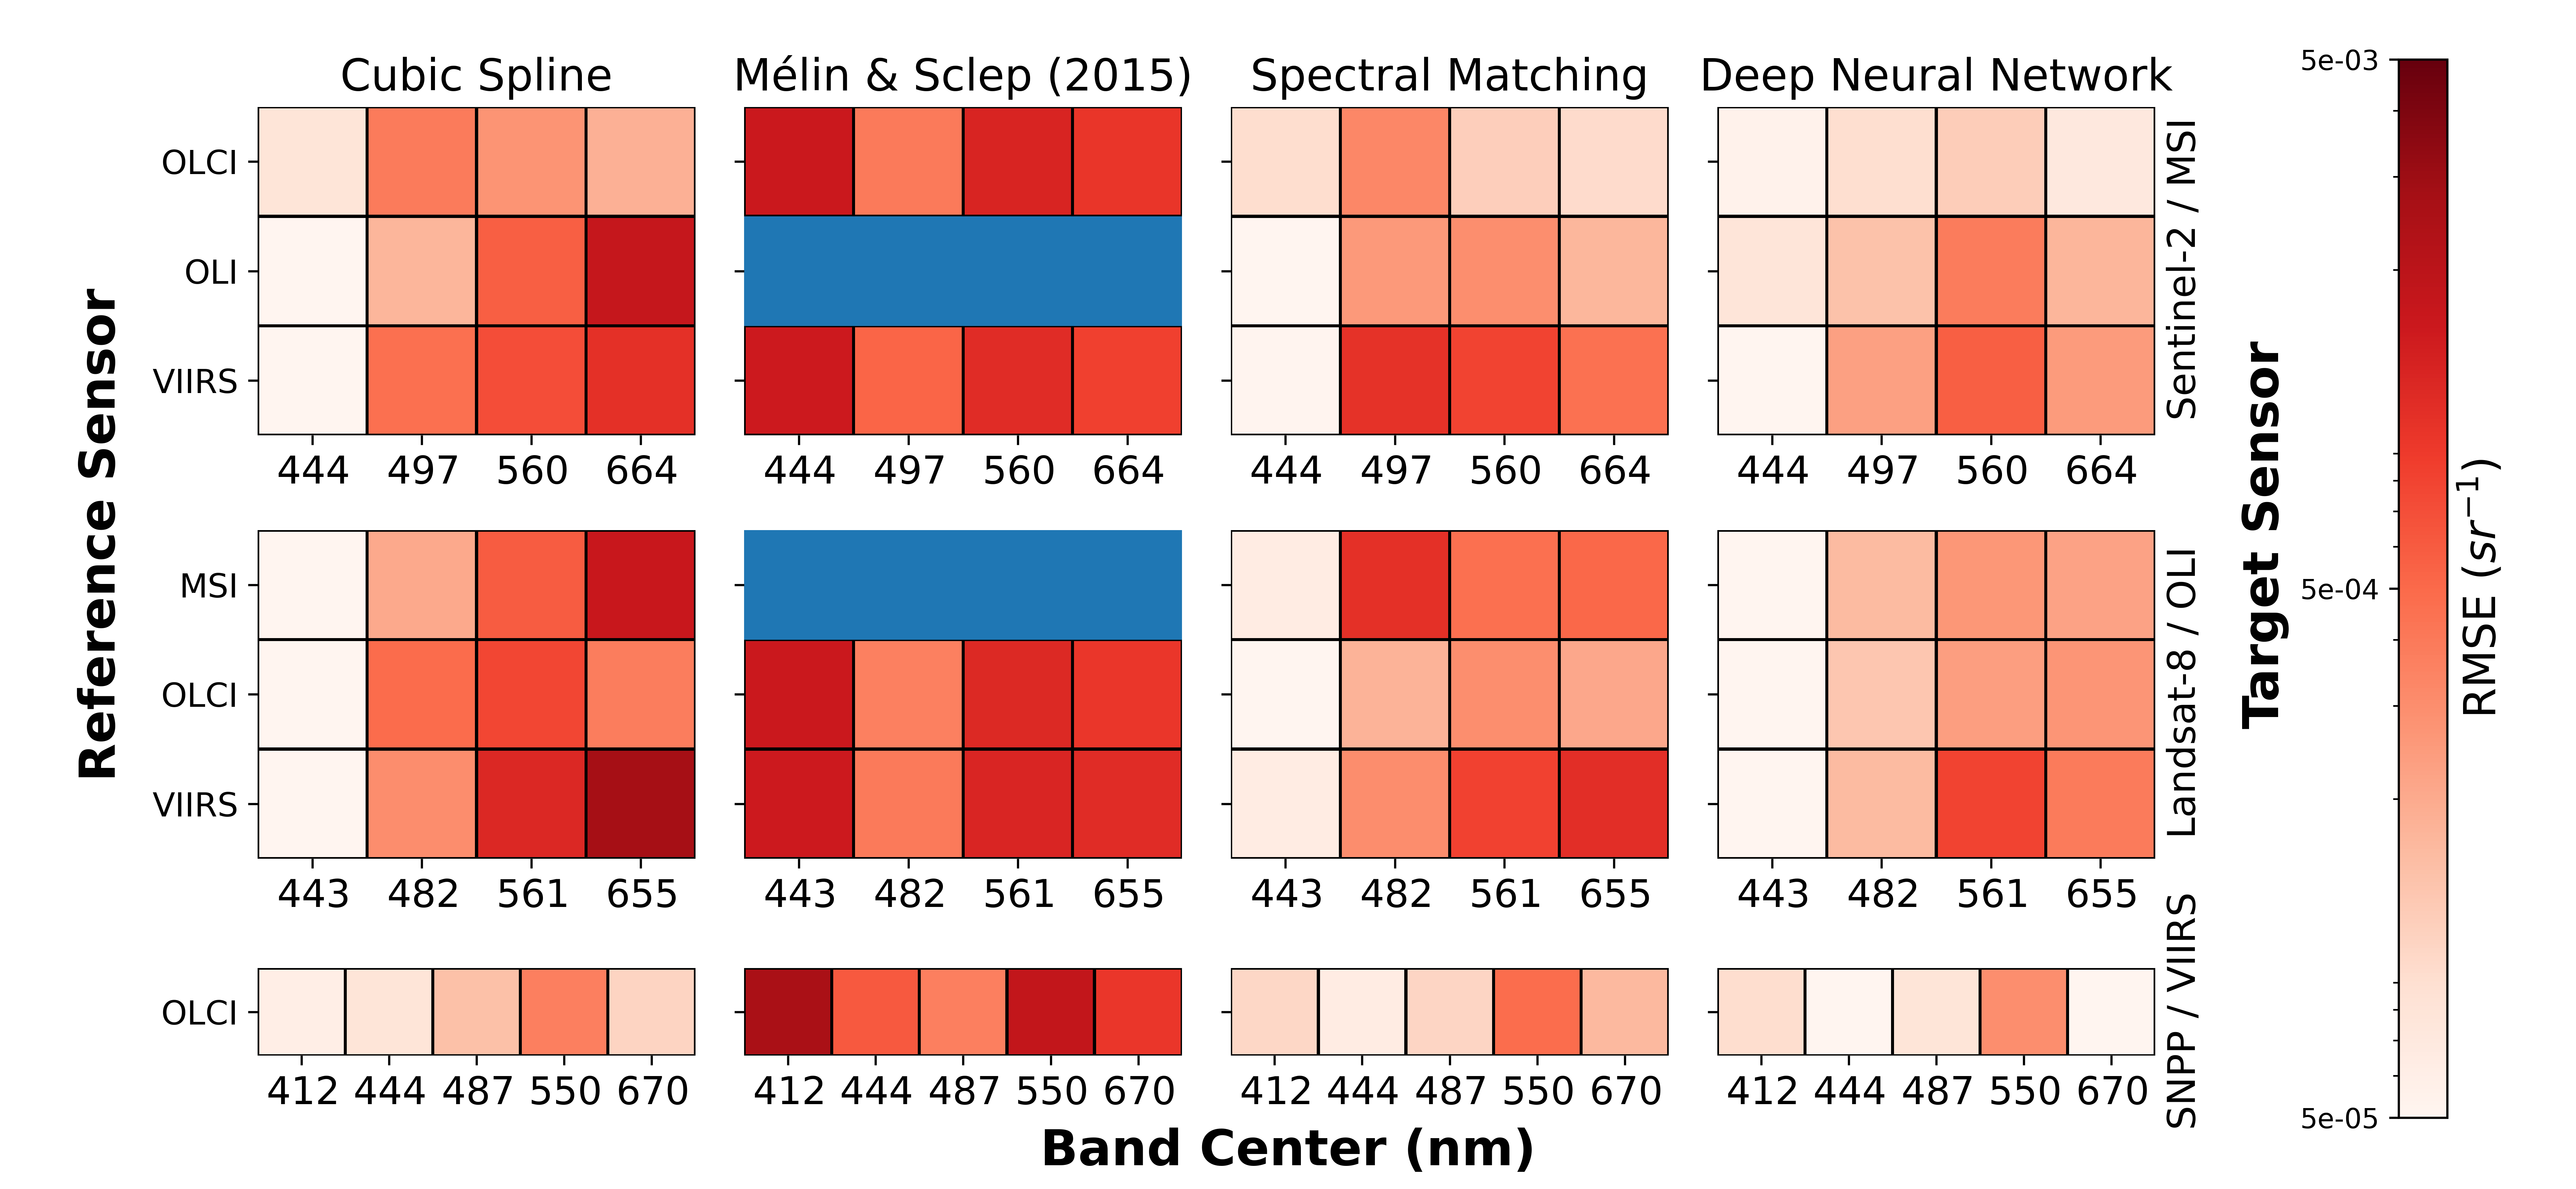 Cubic Spline
Mélin & Sclep (2015)
Spectral Matching
Deep Neural Network
OLCI
OLI
VIIRS
444 497 560 664
444 497 560 664
444 497 560 664
444 497 560 664
Sentinel-2 / MSI
MSI
OLCI
VIIRS
443 482 561 655
443 482 561 655
443 482 561 655
443 482 561 655
Landsat-8 / OLI
OLCI
412 444 487 550 670
412 444 487 550 670
412 444 487 550 670
412 444 487 550 670
SNPP / VIIRS
Reference Sensor
Band Center (nm)
Target Sensor
5e-03
5e-04
5e-05
RMSE (sr⁻¹)